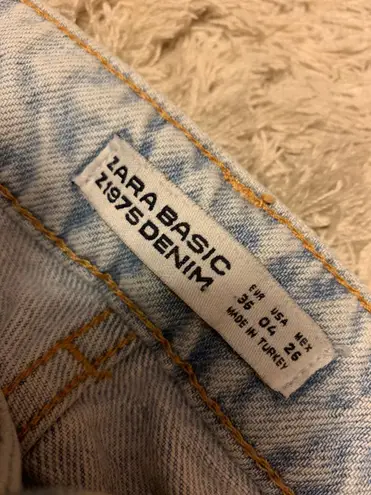 ZARA BASIC
Z1975 DENIM
EUR USA MEX
36 04 26
MADE IN TURKEY